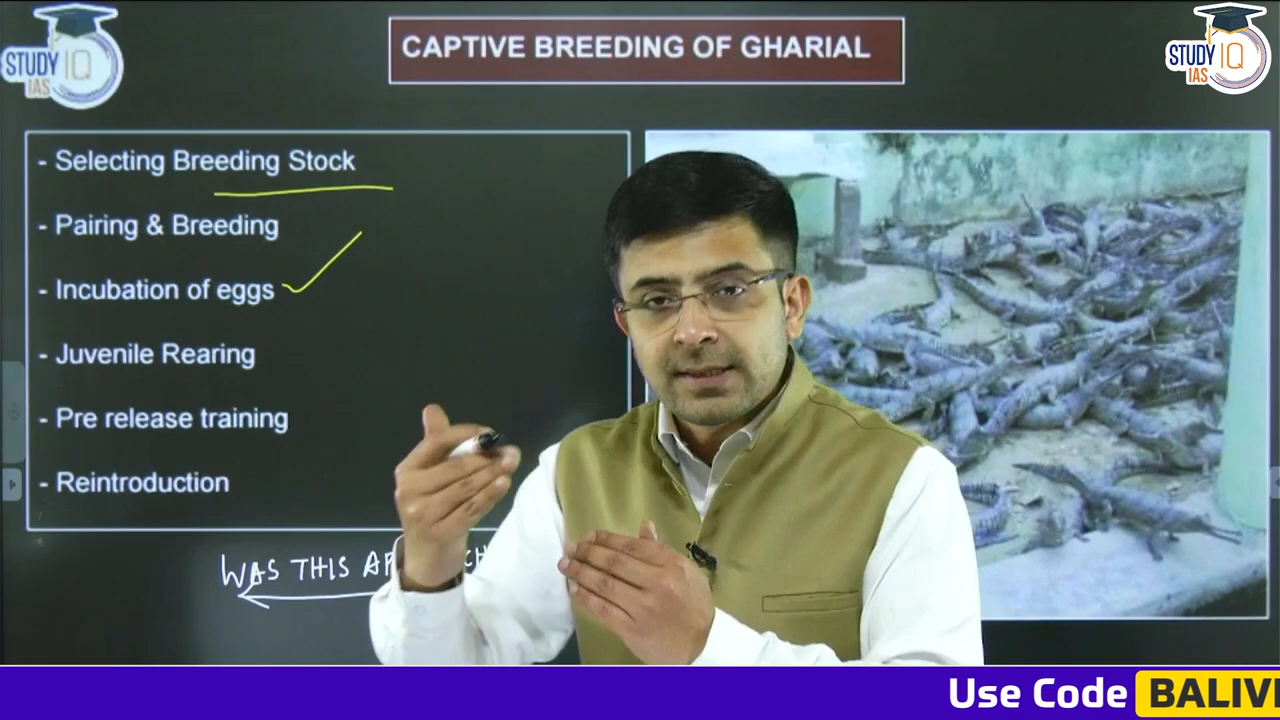 STUDY IQ
IAS
CAPTIVE BREEDING OF GHARIAL
STUDY IQ
IAS
- Selecting Breeding Stock
- Pairing & Breeding
- Incubation of eggs
- Juvenile Rearing
- Pre release training
- Reintroduction
WAS THIS
Use Code BALIV